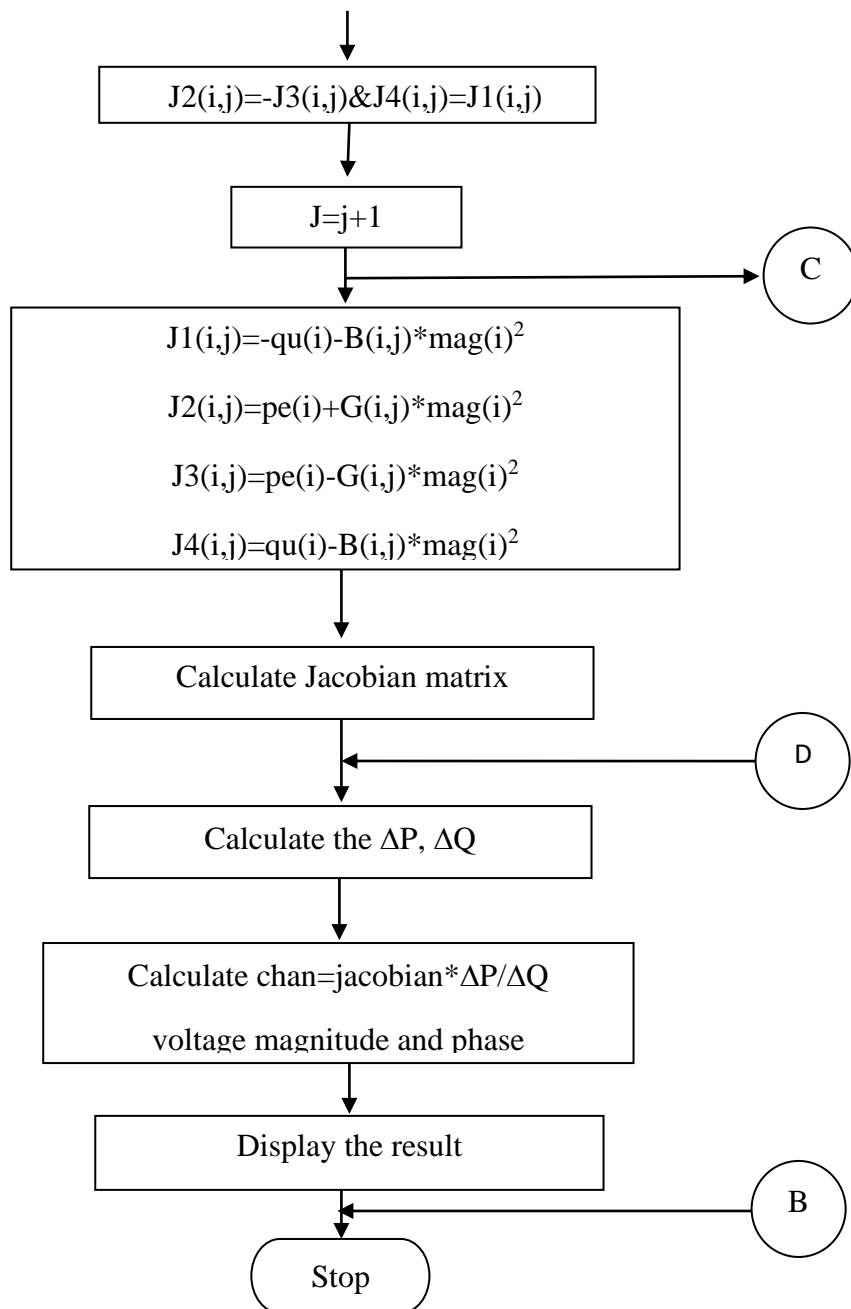 J2(i,j)=-J3(i,j)&J4(i,j)=J1(i,j)
J=j+1
C
J1(i,j)=-qu(i)-B(i,j)*mag(i)²
J2(i,j)=pe(i)+G(i,j)*mag(i)²
J3(i,j)=pe(i)-G(i,j)*mag(i)²
J4(i,j)=qu(i)-B(i,j)*mag(i)²
Calculate Jacobian matrix
D
Calculate the ΔP, ΔQ
Calculate chan=jacobian*ΔP/ΔQ
voltage magnitude and phase
Display the result
B
Stop